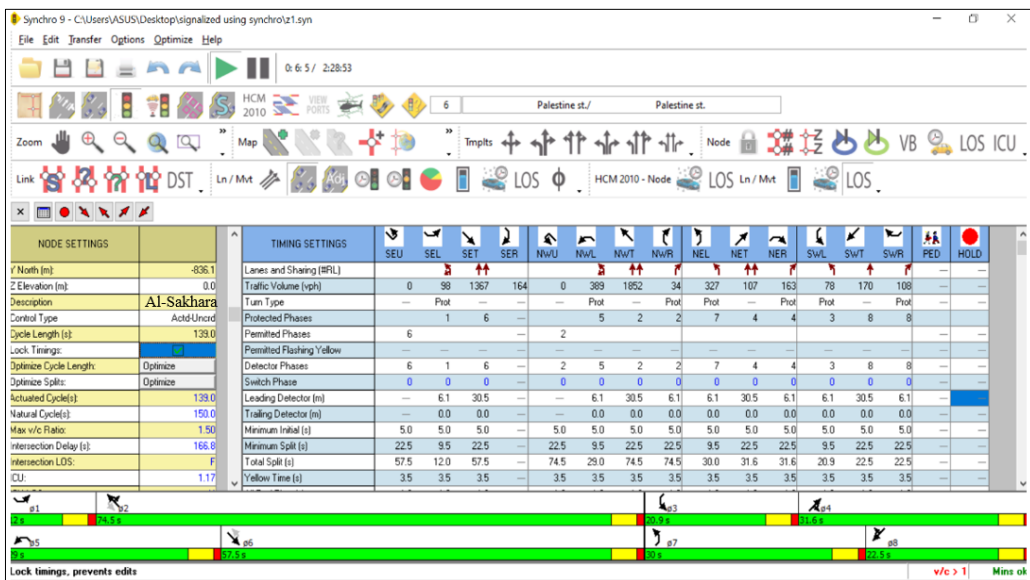 Synchro 9 - C:\Users\ASUS\Desktop\signalized using synchro\z1.syn
File Edit Transfer Options Optimize Help
0: 6: 5 / 2:28:53
HCM 2010 VIEW PORTS 6 Palestine st./ Palestine st.
Zoom » Map » Tmplts Node VB LOS ICU
Link DST Ln / Mvt LOS ϕ HCM 2010 - Node LOS Ln / Mvt LOS
NODE SETTINGS TIMING SETTINGS SEU SEL SET SER NWU NWL NWT NWR NEL NET NER SWL SWT SWR PED HOLD
Y North (m): -836.1 Lanes and Sharing (#RL) — —
Z Elevation (m): 0.0 Traffic Volume (vph) 0 98 1367 164 0 389 1852 34 327 107 163 78 170 108 — —
Description Al-Sakhara Turn Type — Prot — — — Prot — Prot Prot — Prot Prot — Prot — —
Control Type Actd-Uncrd Protected Phases 1 6 — 5 2 2 7 4 4 3 8 8 — —
Cycle Length (s): 139.0 Permitted Phases 6 — 2 — —
Lock Timings: Permitted Flashing Yellow — — — — — — — — — — — — — — — —
Optimize Cycle Length: Optimize Detector Phases 6 1 6 — 2 5 2 2 7 4 4 3 8 8 — —
Optimize Splits: Optimize Switch Phase 0 0 0 — 0 0 0 0 0 0 0 0 0 0 — —
Actuated Cycle(s): 139.0 Leading Detector (m) — 6.1 30.5 — — 6.1 30.5 6.1 6.1 30.5 6.1 6.1 30.5 6.1 — —
Natural Cycle(s): 150.0 Trailing Detector (m) — 0.0 0.0 — — 0.0 0.0 0.0 0.0 0.0 0.0 0.0 0.0 0.0 — —
Max v/c Ratio: 1.50 Minimum Initial (s) 5.0 5.0 5.0 — 5.0 5.0 5.0 5.0 5.0 5.0 5.0 5.0 5.0 5.0 — —
Intersection Delay (s): 166.8 Minimum Split (s) 22.5 9.5 22.5 — 22.5 9.5 22.5 22.5 9.5 22.5 22.5 9.5 22.5 22.5 — —
Intersection LOS: F Total Split (s) 57.5 12.0 57.5 — 74.5 29.0 74.5 74.5 30.0 31.6 31.6 20.9 22.5 22.5 — —
ICU: 1.17 Yellow Time (s) 3.5 3.5 3.5 — 3.5 3.5 3.5 3.5 3.5 3.5 3.5 3.5 3.5 3.5 — —
ø1 ø2 ø3 ø4
12 s 74.5 s 20.9 s 31.6 s
ø5 ø6 ø7 ø8
29 s 57.5 s 30 s 22.5 s
Lock timings, prevents edits v/c > 1 Mins ok